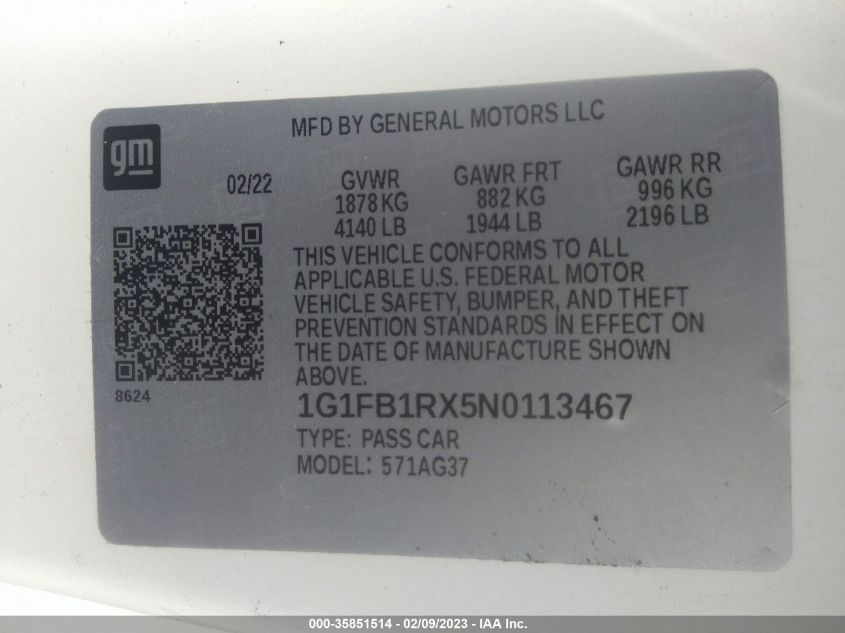 MFD BY GENERAL MOTORS LLC
gm
02/22
GVWR
1878 KG
4140 LB
GAWR FRT
882 KG
1944 LB
GAWR RR
996 KG
2196 LB
THIS VEHICLE CONFORMS TO ALL
APPLICABLE U.S. FEDERAL MOTOR
VEHICLE SAFETY, BUMPER, AND THEFT
PREVENTION STANDARDS IN EFFECT ON
THE DATE OF MANUFACTURE SHOWN
ABOVE.
8624
1G1FB1RX5N0113467
TYPE: PASS CAR
MODEL: 571AG37
000-35851514 - 02/09/2023 - IAA Inc.